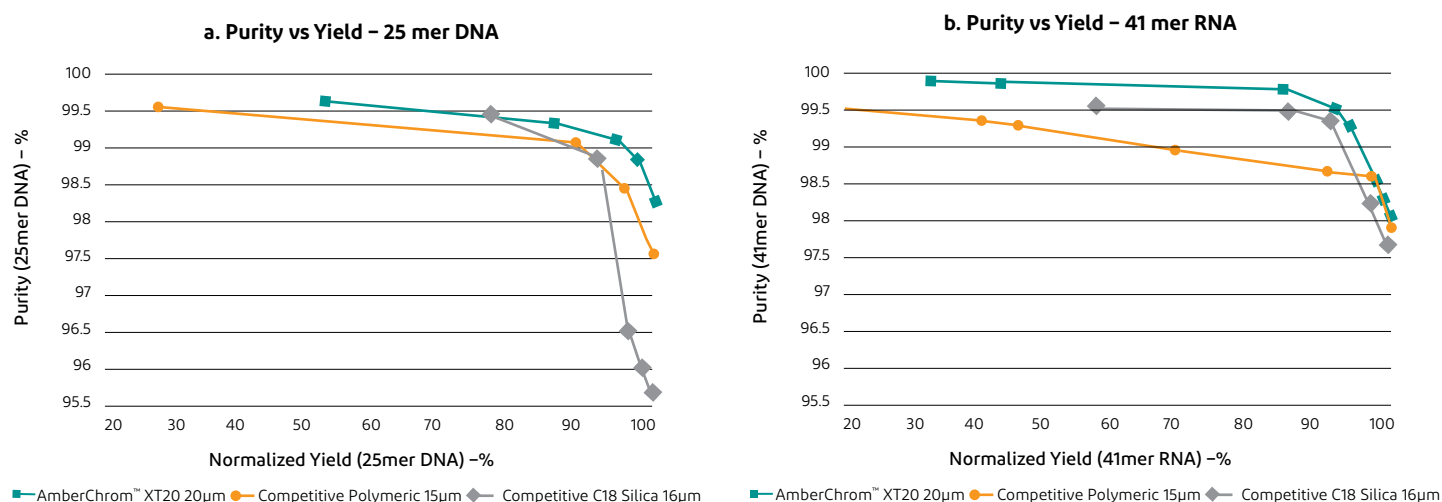 a. Purity vs Yield – 25 mer DNA
Purity (25mer DNA) – %
100
99.5
99
98.5
98
97.5
97
96.5
96
95.5
20 30 40 50 60 70 80 90 100
Normalized Yield (25mer DNA) –%
AmberChrom™ XT20 20µm Competitive Polymeric 15µm Competitive C18 Silica 16µm
b. Purity vs Yield – 41 mer RNA
Purity (41mer DNA) – %
100
99.5
99
98.5
98
97.5
97
96.5
96
95.5
20 30 40 50 60 70 80 90 100
Normalized Yield (41mer RNA) –%
AmberChrom™ XT20 20µm Competitive Polymeric 15µm Competitive C18 Silica 16µm